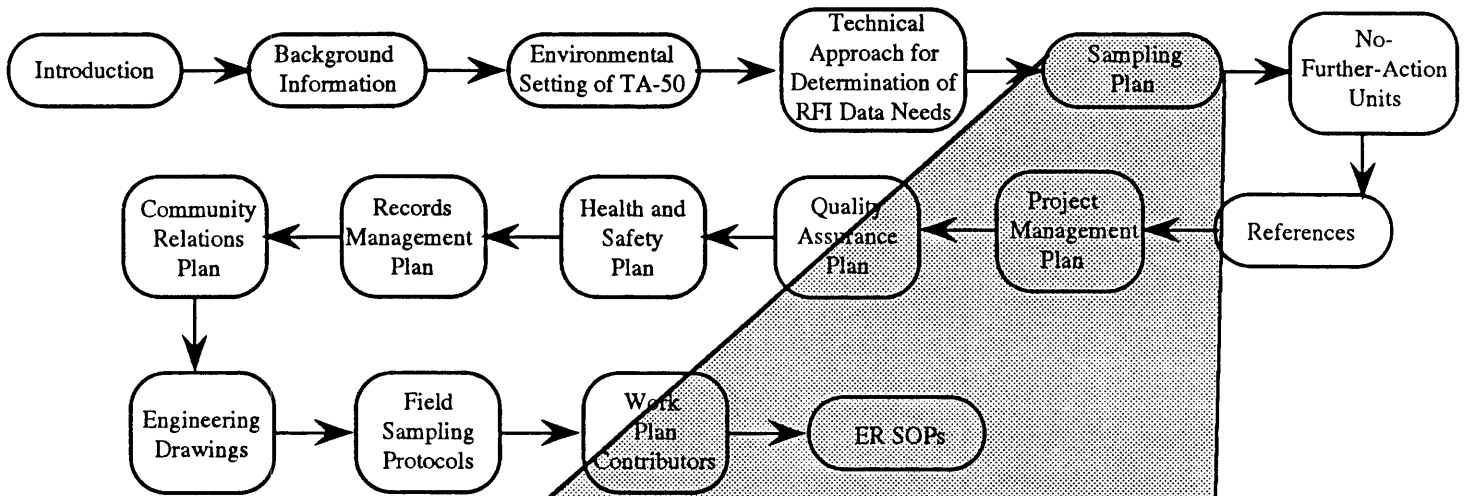 Introduction
Background
Information
Environmental
Setting of TA-50
Technical
Approach for
Determination of
RFI Data Needs
Sampling
Plan
No-
Further-Action
Units
References
Project
Management
Plan
Quality
Assurance
Plan
Health and
Safety
Plan
Records
Management
Plan
Community
Relations
Plan
Engineering
Drawings
Field
Sampling
Protocols
Work
Plan
Contributors
ER SOPs